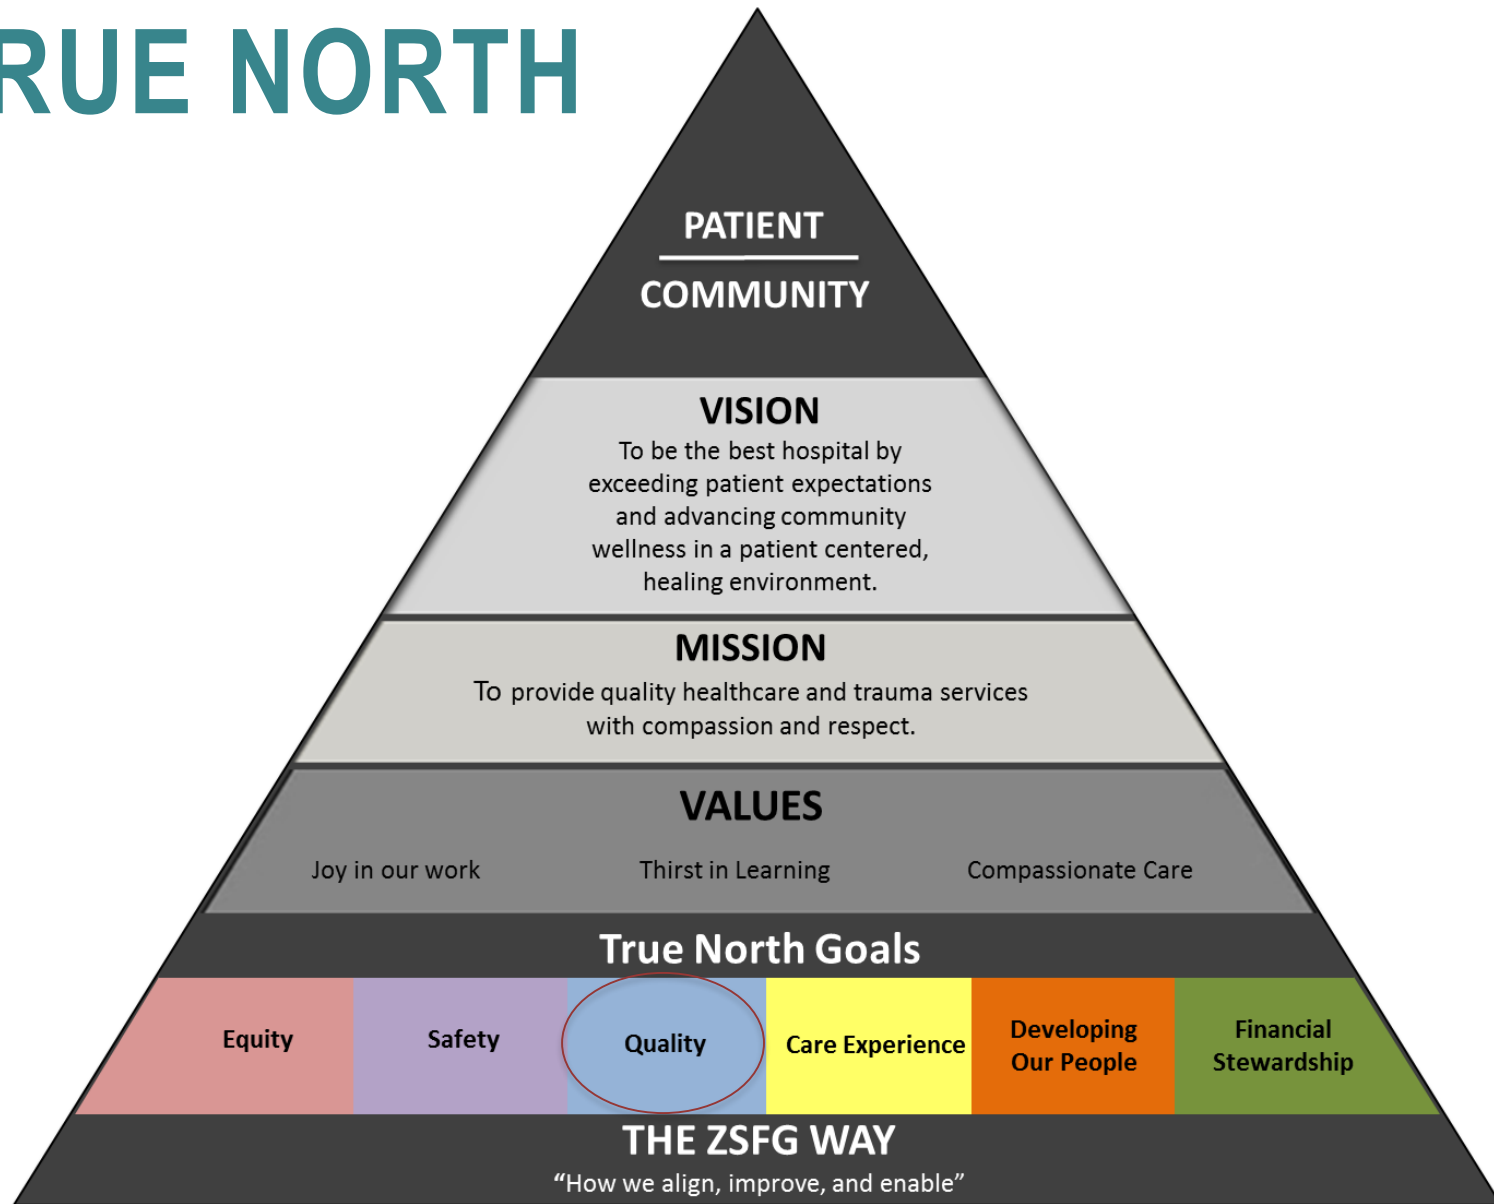 RUE NORTH
PATIENT
COMMUNITY
VISION
To be the best hospital by
exceeding patient expectations
and advancing community
wellness in a patient centered,
healing environment.
MISSION
To provide quality healthcare and trauma services
with compassion and respect.
VALUES
Joy in our work
Thirst in Learning
Compassionate Care
True North Goals
Equity
Safety
Quality
Care Experience
Developing
Our People
Financial
Stewardship
THE ZSFG WAY
“How we align, improve, and enable”